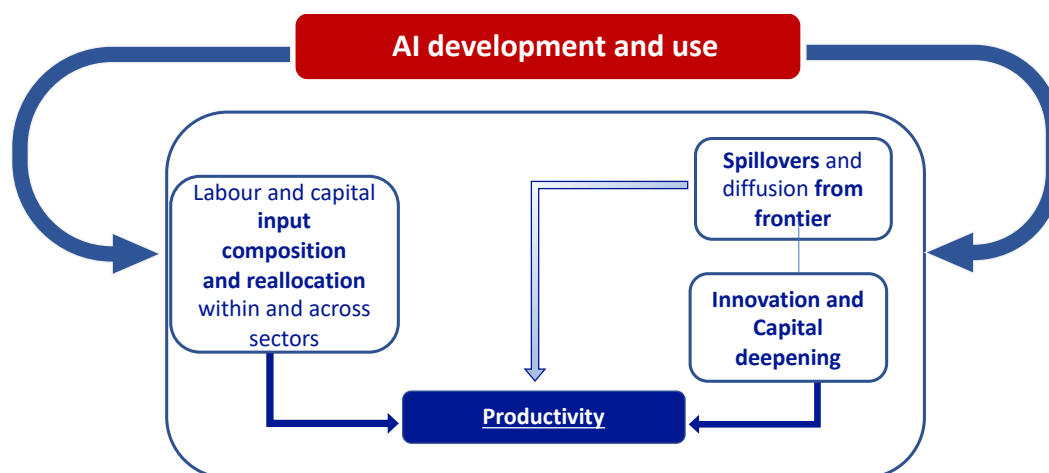 AI development and use
Labour and capital
input
composition
and reallocation
within and across
sectors
Spillovers and
diffusion from
frontier
Innovation and
Capital
deepening
Productivity